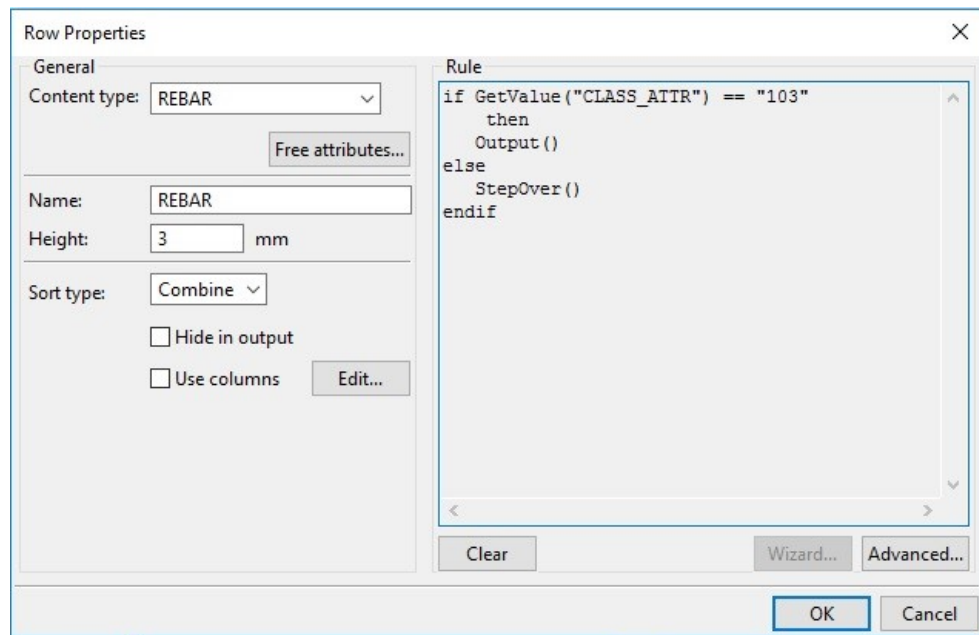 Row Properties
General
Content type: REBAR
Free attributes...
Name: REBAR
Height: 3 mm
Sort type: Combine
Hide in output
Use columns Edit...
Rule
if GetValue("CLASS_ATTR") == "103"
then
Output()
else
StepOver()
endif
Clear Wizard... Advanced...
OK Cancel